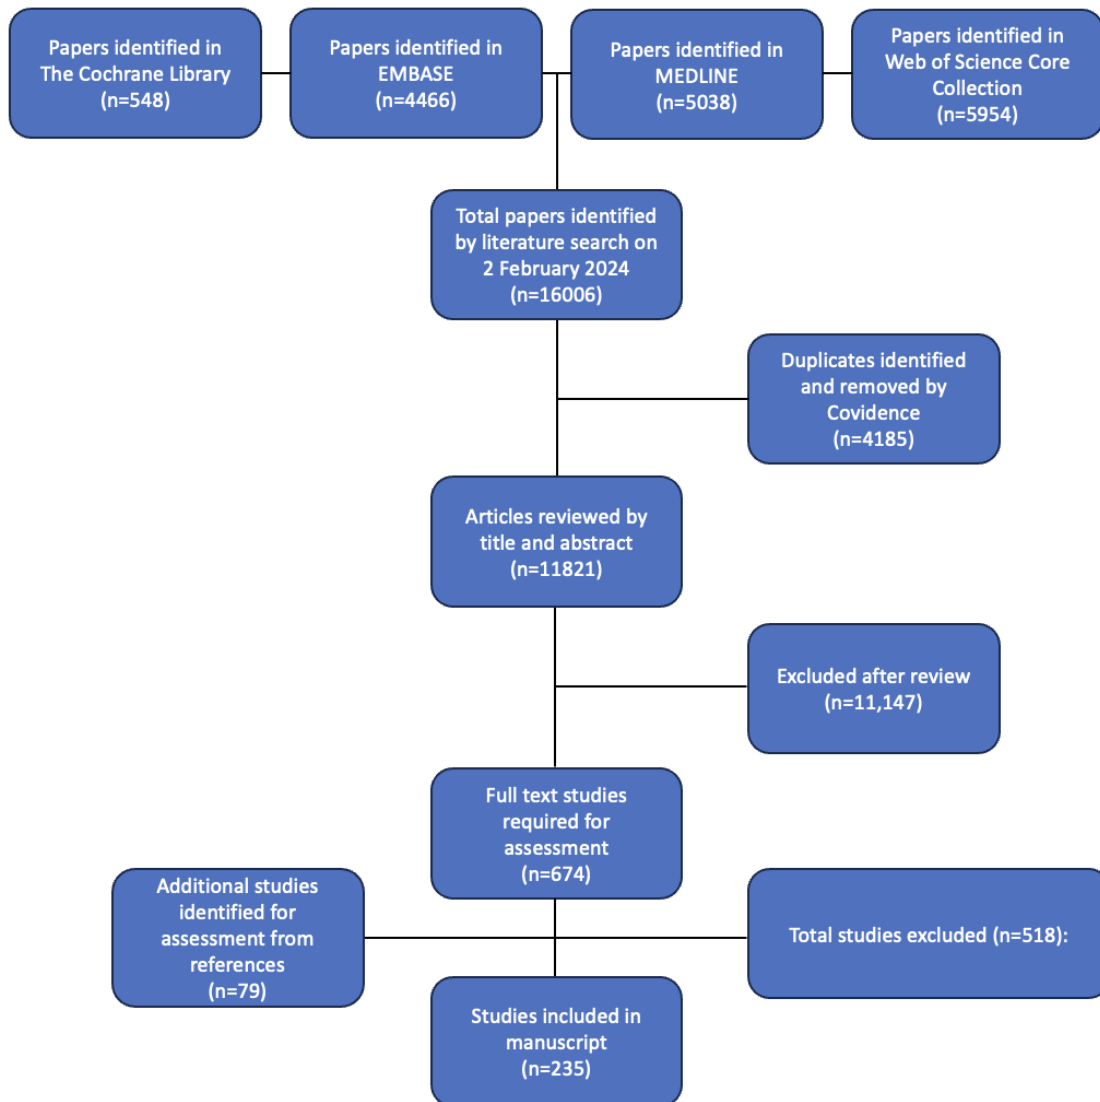 Papers identified in
The Cochrane Library
(n=548)
Papers identified in
EMBASE
(n=4466)
Papers identified in
MEDLINE
(n=5038)
Papers identified in
Web of Science Core
Collection
(n=5954)
Total papers identified
by literature search on
2 February 2024
(n=16006)
Duplicates identified
and removed by
Covidence
(n=4185)
Articles reviewed by
title and abstract
(n=11821)
Excluded after review
(n=11,147)
Full text studies
required for
assessment
(n=674)
Additional studies
identified for
assessment from
references
(n=79)
Total studies excluded (n=518):
Studies included in
manuscript
(n=235)